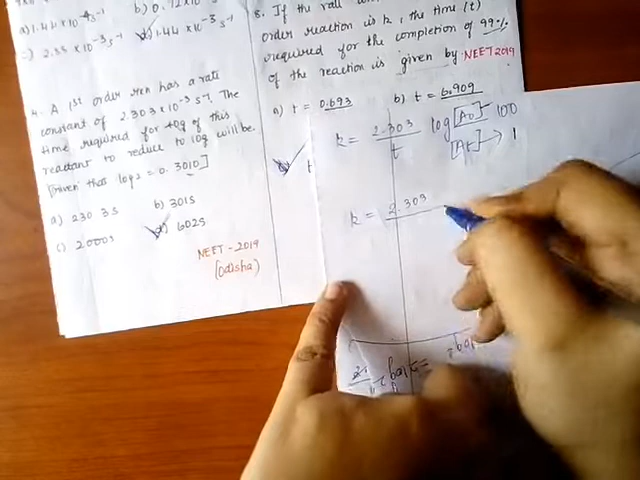 a) 1.44 x 10⁻⁴ s⁻¹
b) 0.72 x 10
c) 2.88 x 10⁻³ s⁻¹
d) 1.44 x 10⁻³ s⁻¹
4. A 1st order rxn has a rate
constant of 2.303 x 10⁻³ s⁻¹. The
time required for 40g of this
reactant to reduce to 10g will be.
[Given that log2 = 0.3010]
a) 230 3s
b) 301s
c) 2000s
d) 602s
NEET - 2019
[Odisha)
8. If the rate
order reaction is k, the time (t)
required for the completion of 99%
of the reaction is given by NEET 2019
a) t = 0.693
b) t = 6.909
t
k = 2.303 log [A₀] → 100
t [At] → 1
k = 2.303